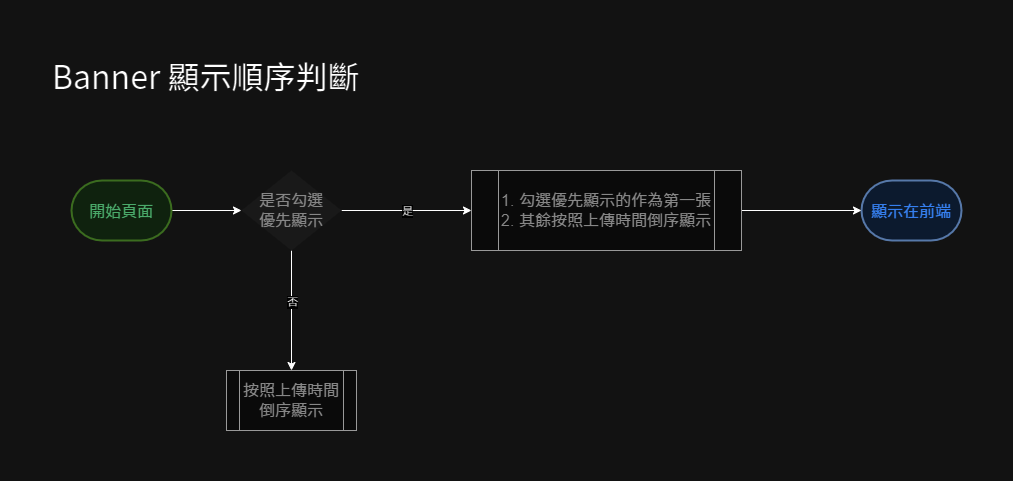 Banner 顯示順序判斷
開始頁面
是否勾選
優先顯示
是
1. 勾選優先顯示的作為第一張
2. 其餘按照上傳時間倒序顯示
顯示在前端
否
按照上傳時間
倒序顯示